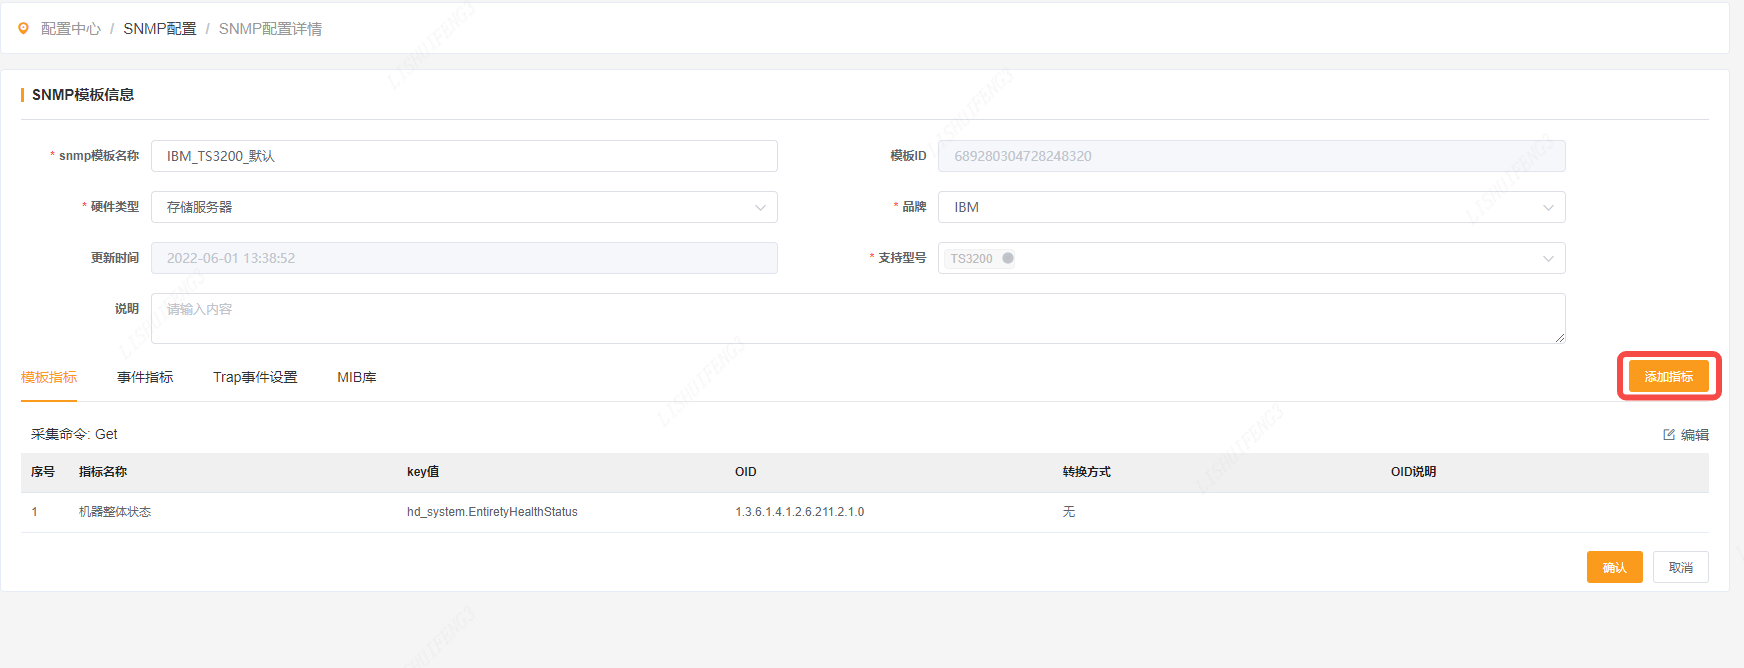 配置中心 / SNMP配置 / SNMP配置详情
SNMP模板信息
* snmp模板名称 IBM_TS3200_默认 模板ID 689280304728248320
* 硬件类型 存储服务器 * 品牌 IBM
更新时间 2022-06-01 13:38:52 * 支持型号 TS3200
说明 请输入内容
模板指标 事件指标 Trap事件设置 MIB库 添加指标
采集命令: Get 编辑
序号 指标名称 key值 OID 转换方式 OID说明
1 机器整体状态 hd_system.EntiretyHealthStatus 1.3.6.1.4.1.2.6.211.2.1.0 无
确认 取消
LISHUIFENG3
LISHUIFENG3
LISHUIFENG3
LISHUIFENG3
LISHUIFENG3
LISHUIFENG3
LISHUIFENG3